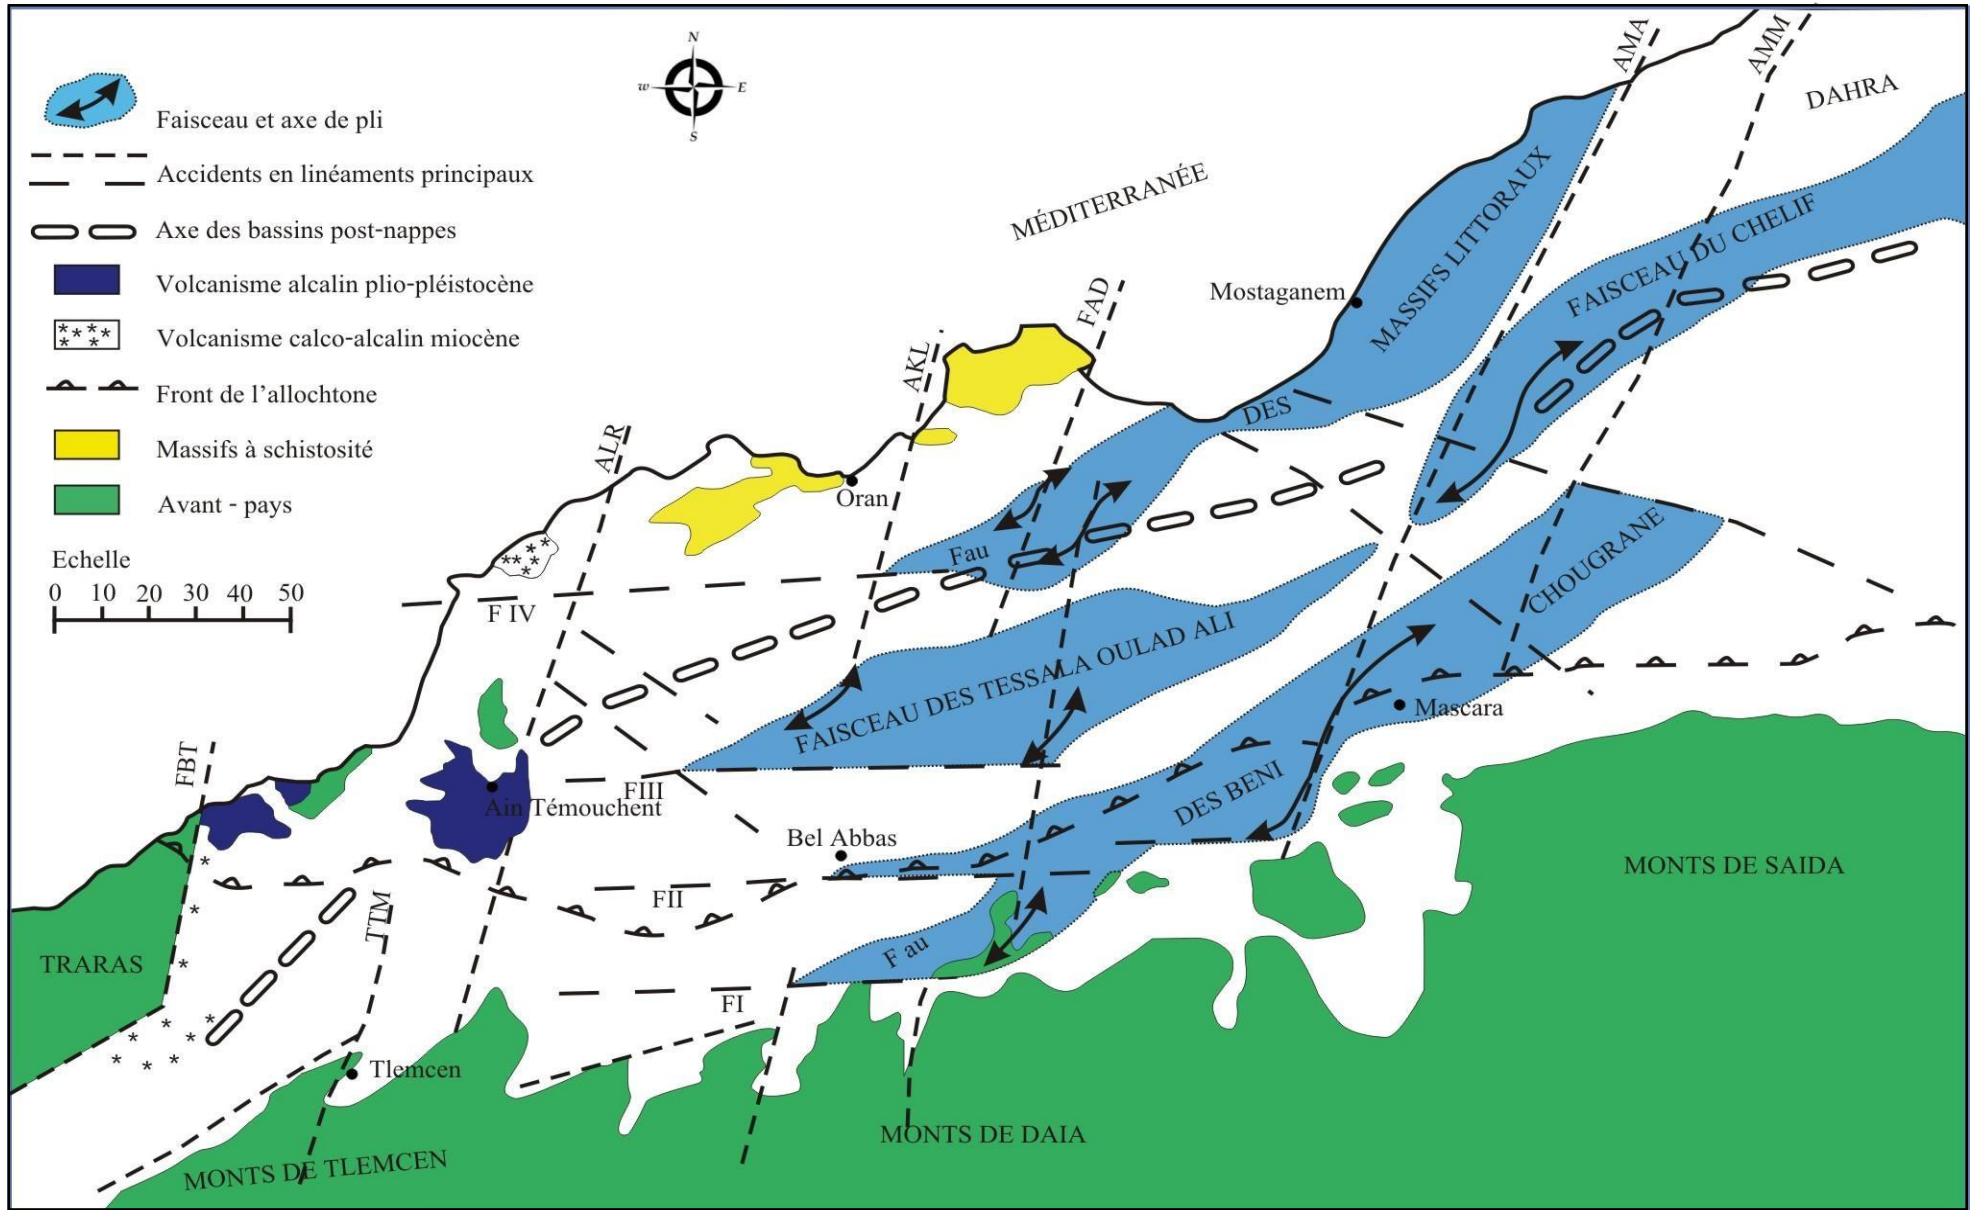 N
W
E
S
Faisceau et axe de pli
Accidents en linéaments principaux
Axe des bassins post-nappes
Volcanisme alcalin plio-pléistocène
Volcanisme calco-alcalin miocène
Front de l'allochtone
Massifs à schistosité
Avant - pays
Echelle
0 10 20 30 40 50
AMA
AMM
DAHRA
MÉDITERRANÉE
MASSIFS LITTORAUX
FAISCEAU DU CHELIF
Mostaganem
FAD
AKL
DES
ALR
Oran
Fau
F IV
CHOUGRANE
FAISCEAU DES TESSALA OULAD ALI
Mascara
FBT
FIII
Ain Témouchent
DES BENI
Bel Abbas
MONTS DE SAIDA
FII
TTM
F au
TRARAS
FI
Tlemcen
MONTS DE DAIA
MONTS DE TLEMCEN